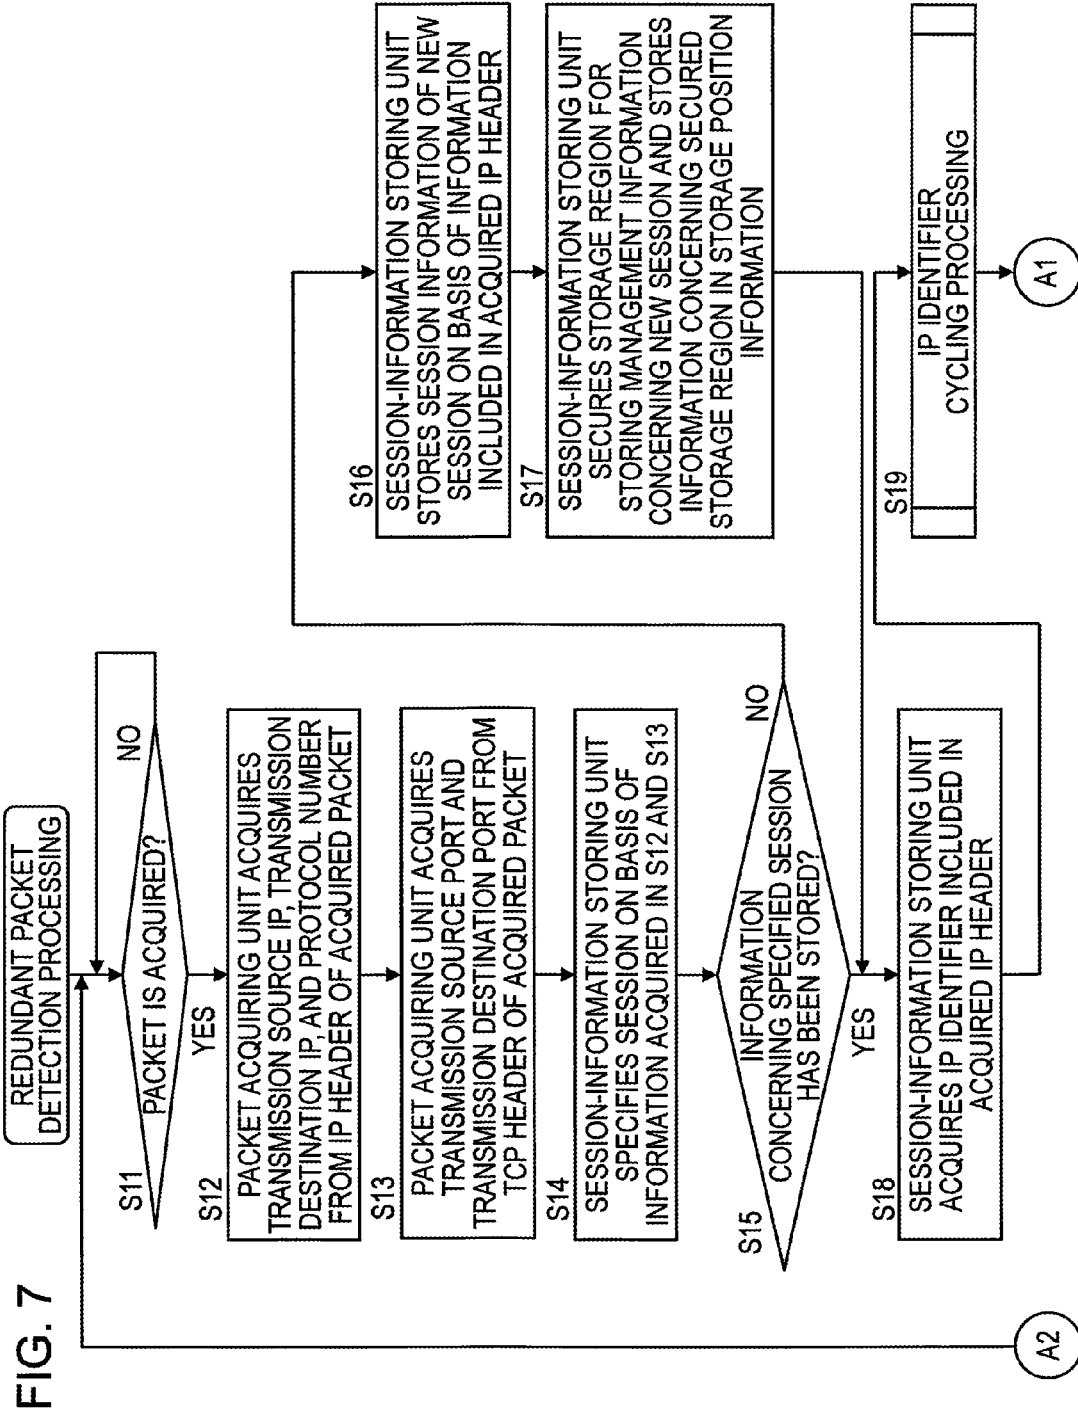 FIG. 7
REDUNDANT PACKET
DETECTION PROCESSING
S11
PACKET IS ACQUIRED?
NO
YES
S12
PACKET ACQUIRING UNIT ACQUIRES
TRANSMISSION SOURCE IP, TRANSMISSION
DESTINATION IP, AND PROTOCOL NUMBER
FROM IP HEADER OF ACQUIRED PACKET
S13
PACKET ACQUIRING UNIT ACQUIRES
TRANSMISSION SOURCE PORT AND
TRANSMISSION DESTINATION PORT FROM
TCP HEADER OF ACQUIRED PACKET
S14
SESSION-INFORMATION STORING UNIT
SPECIFIES SESSION ON BASIS OF
INFORMATION ACQUIRED IN S12 AND S13
S15
INFORMATION
CONCERNING SPECIFIED SESSION
HAS BEEN STORED?
NO
YES
S16
SESSION-INFORMATION STORING UNIT
STORES SESSION INFORMATION OF NEW
SESSION ON BASIS OF INFORMATION
INCLUDED IN ACQUIRED IP HEADER
S17
SESSION-INFORMATION STORING UNIT
SECURES STORAGE REGION FOR
STORING MANAGEMENT INFORMATION
CONCERNING NEW SESSION AND STORES
INFORMATION CONCERNING SECURED
STORAGE REGION IN STORAGE POSITION
INFORMATION
S18
SESSION-INFORMATION STORING UNIT
ACQUIRES IP IDENTIFIER INCLUDED IN
ACQUIRED IP HEADER
S19
IP IDENTIFIER
CYCLING PROCESSING
A1
A2